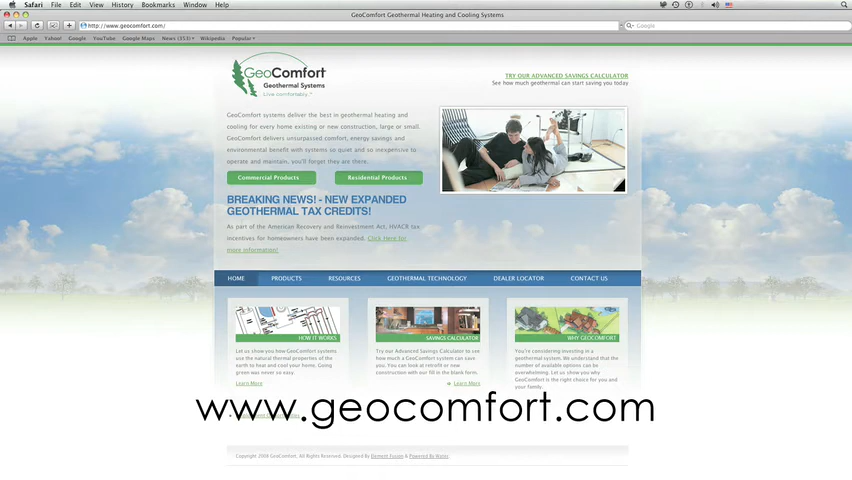 Safari File Edit View History Bookmarks Window Help
GeoComfort Geothermal Heating and Cooling Systems
http://www.geocomfort.com/
Google
Apple Yahoo! Google YouTube Google Maps News (353) Wikipedia Popular
GeoComfort
Geothermal Systems
Live comfortably.™
TRY OUR ADVANCED SAVINGS CALCULATOR
See how much geothermal can start saving you today
GeoComfort systems deliver the best in geothermal heating and
cooling for every home existing or new construction, large or small.
GeoComfort delivers unsurpassed comfort, energy savings and
environmental benefit with systems so quiet and so inexpensive to
operate and maintain, you'll forget they are there.
Commercial Products
Residential Products
BREAKING NEWS! - NEW EXPANDED
GEOTHERMAL TAX CREDITS!
As part of the American Recovery and Reinvestment Act, HVACR tax
incentives for homeowners have been expanded. Click Here for
more information!
HOME PRODUCTS RESOURCES GEOTHERMAL TECHNOLOGY DEALER LOCATOR CONTACT US
HOW IT WORKS
Let us show you how GeoComfort systems
use the natural thermal properties of the
earth to heat and cool your home. Going
green was never so easy.
Learn More
SAVINGS CALCULATOR
Try our Advanced Savings Calculator to see
how much a GeoComfort system can save
you. You can look at retrofit or new
construction with our fill in the blank form.
Learn More
WHY GEOCOMFORT
You're considering investing in a
geothermal system. We understand that the
number of available options can be
overwhelming. Let us show you why
GeoComfort is the right choice for you and
your family.
www.geocomfort.com
Copyright 2008 GeoComfort, All Rights Reserved. Designed By Element Fusion & Powered By Water.